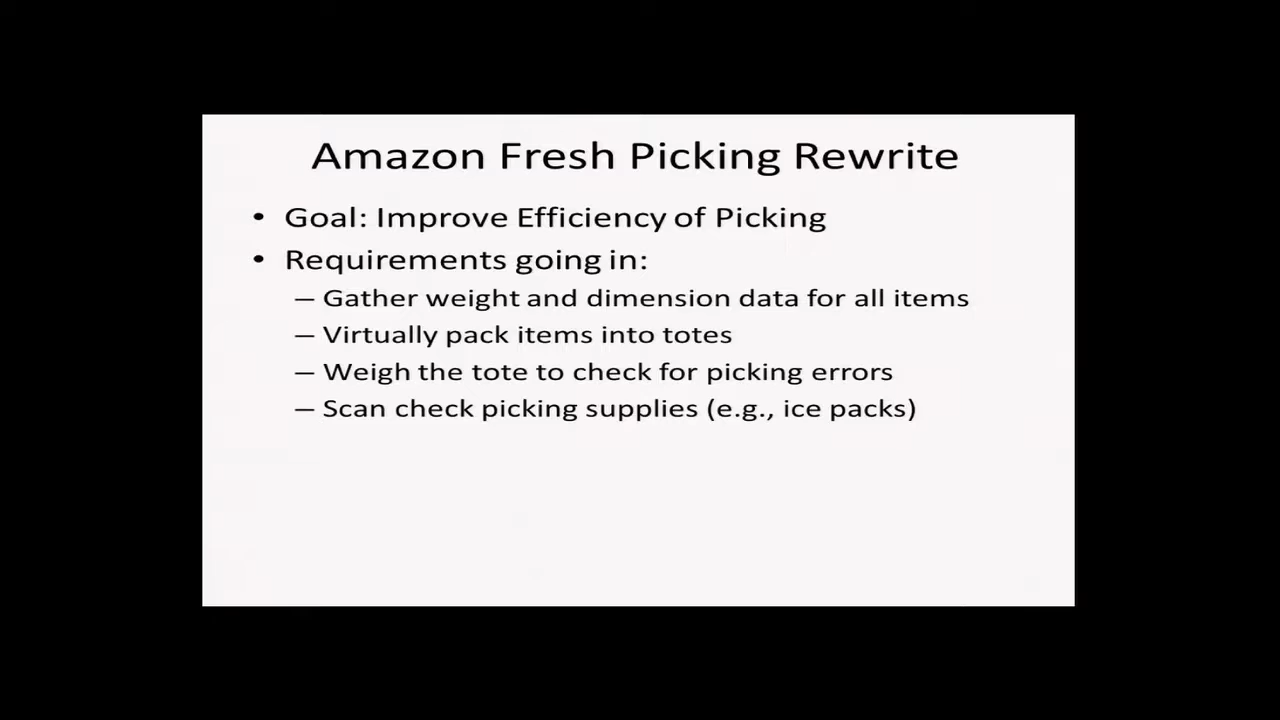 Amazon Fresh Picking Rewrite
• Goal: Improve Efficiency of Picking
• Requirements going in:
– Gather weight and dimension data for all items
– Virtually pack items into totes
– Weigh the tote to check for picking errors
– Scan check picking supplies (e.g., ice packs)